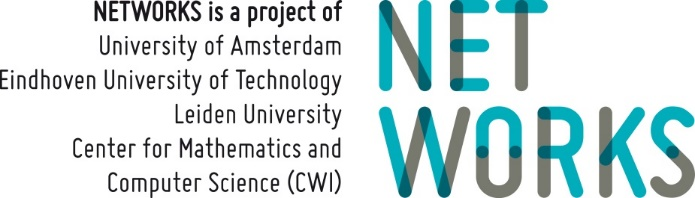 NETWORKS is a project of
University of Amsterdam
Eindhoven University of Technology
Leiden University
Center for Mathematics and
Computer Science (CWI)
NET
WORKS